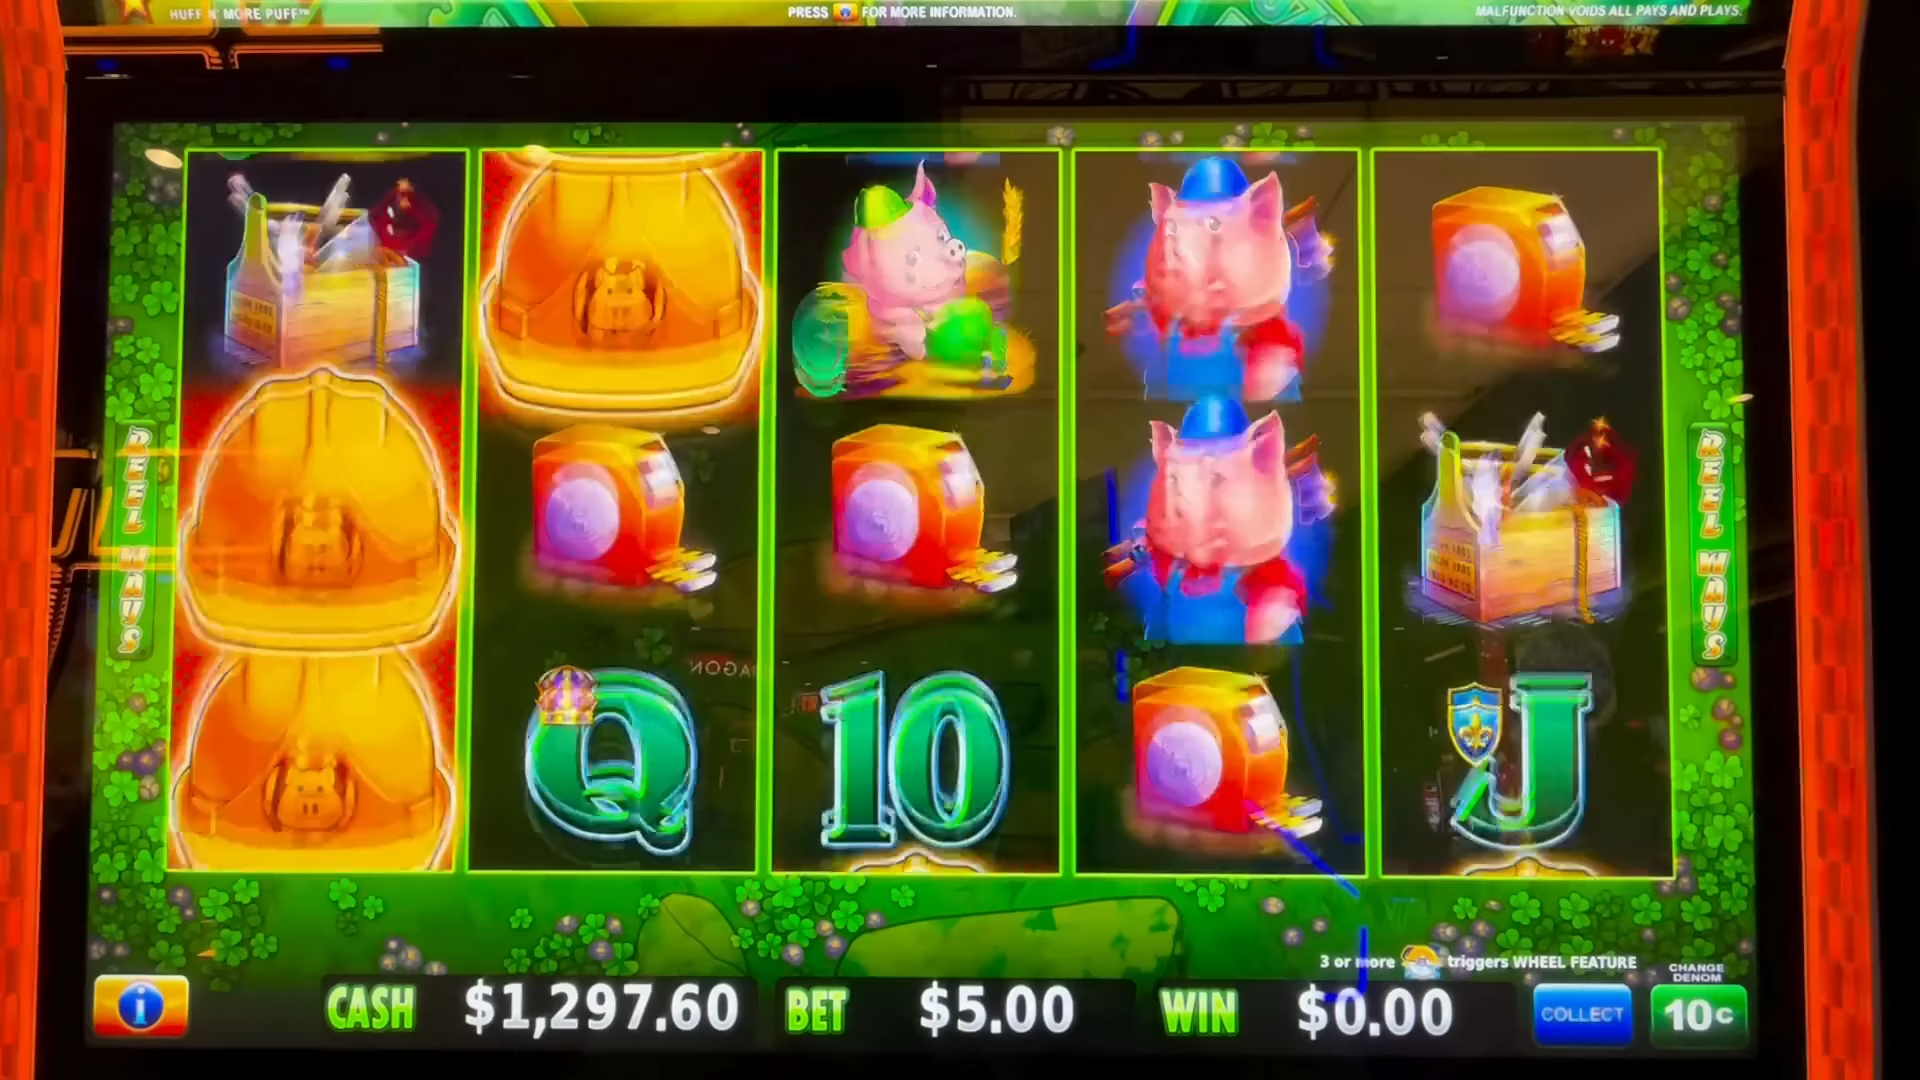 HUFF N' MORE PUFF™
PRESS i FOR MORE INFORMATION.
MALFUNCTION VOIDS ALL PAYS AND PLAYS.
REEL WAYS
REEL WAYS
Q
10
J
3 or more triggers WHEEL FEATURE
CHANGE
DENOM
i
CASH $1,297.60
BET $5.00
WIN $0.00
COLLECT
10¢